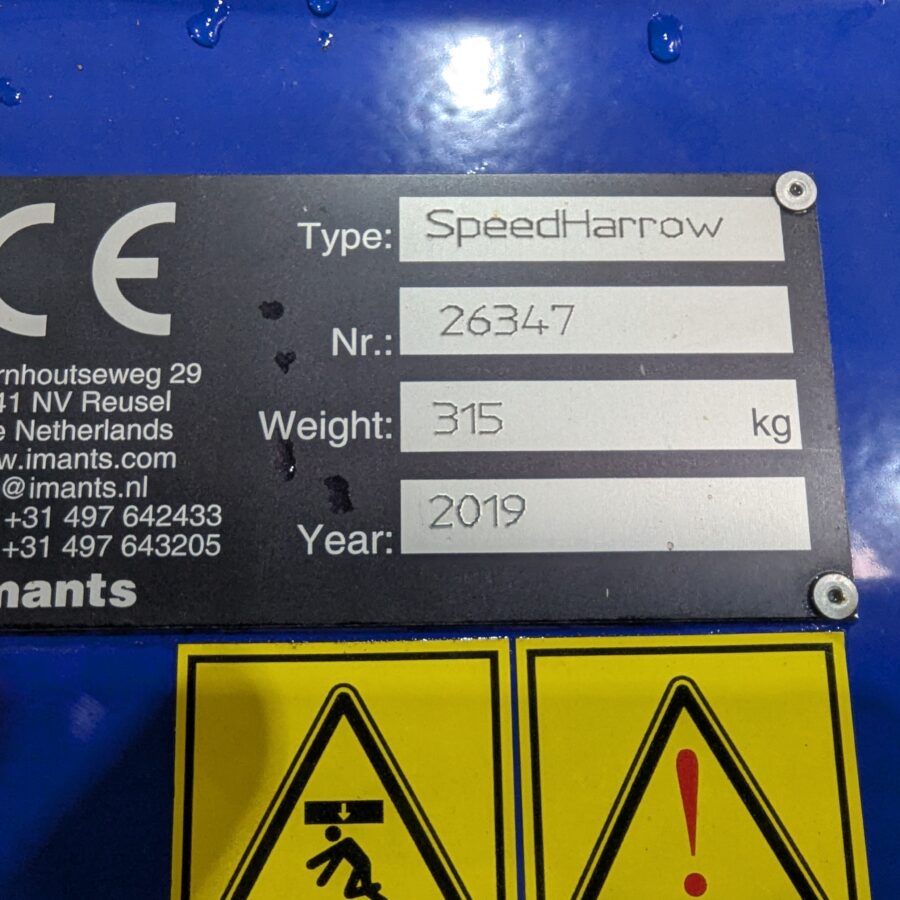 CE
Type: SpeedHarrow
Nr.: 26347
Weight: 315 kg
Year: 2019
rnhoutseweg 29
41 NV Reusel
e Netherlands
w.imants.com
@imants.nl
+31 497 642433
+31 497 643205
mants